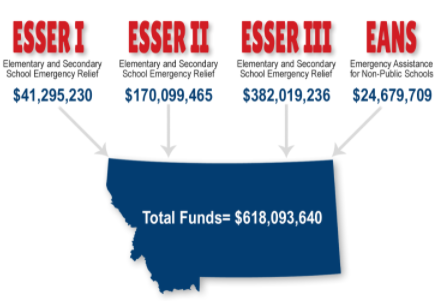 ESSER I
Elementary and Secondary
School Emergency Relief
$41,295,230
ESSER II
Elementary and Secondary
School Emergency Relief
$170,099,465
ESSER III
Elementary and Secondary
School Emergency Relief
$382,019,236
EANS
Emergency Assistance
for Non-Public Schools
$24,679,709
Total Funds= $618,093,640